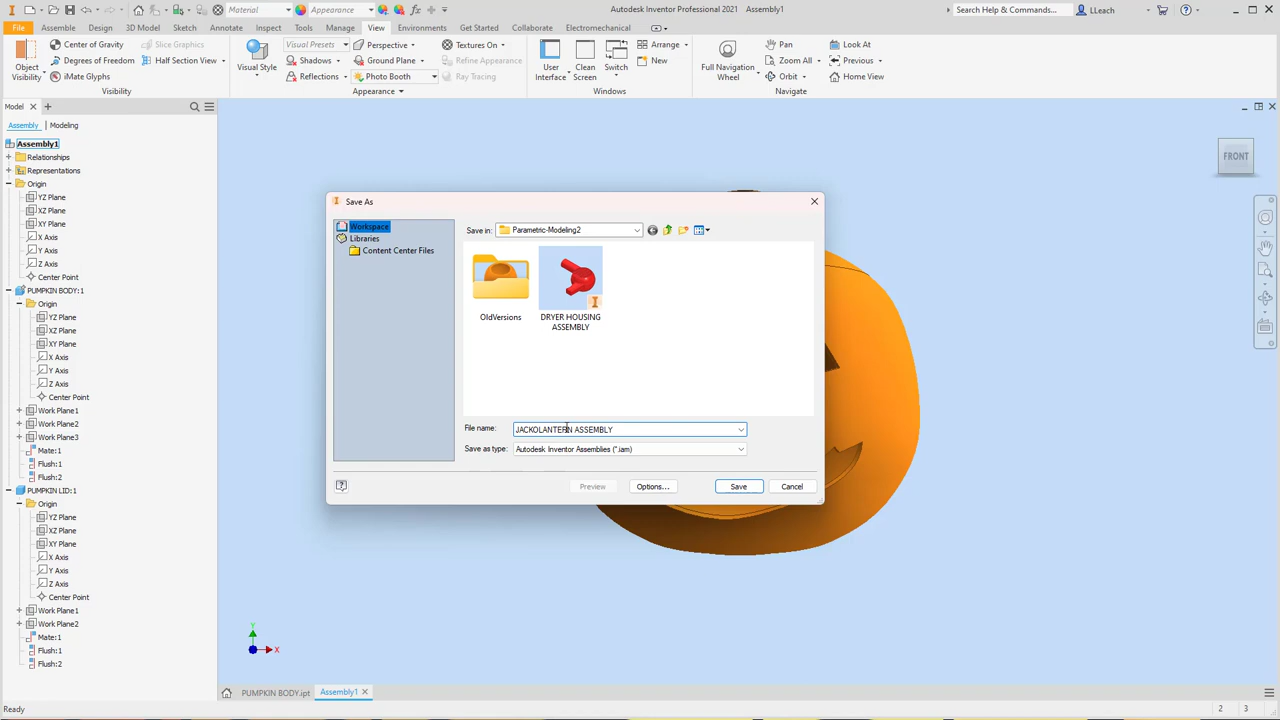 Material
Appearance
Autodesk Inventor Professional 2021 Assembly1
Search Help & Commands...
LLeach
File Assemble Design 3D Model Sketch Annotate Inspect Tools Manage View Environments Get Started Collaborate Electromechanical
Object Visibility
Center of Gravity
Degrees of Freedom
iMate Glyphs
Slice Graphics
Half Section View
Visibility
Visual Style
Visual Presets
Shadows
Reflections
Perspective
Ground Plane
Photo Booth
Textures On
Refine Appearance
Ray Tracing
Appearance
User Interface
Clean Screen
Switch
Arrange
New
Windows
Full Navigation Wheel
Pan
Zoom All
Orbit
Look At
Previous
Home View
Navigate
Model
Assembly Modeling
Assembly1
Relationships
Representations
Origin
YZ Plane
XZ Plane
XY Plane
X Axis
Y Axis
Z Axis
Center Point
PUMPKIN BODY:1
Origin
YZ Plane
XZ Plane
XY Plane
X Axis
Y Axis
Z Axis
Center Point
Work Plane1
Work Plane2
Work Plane3
Mate:1
Flush:1
Flush:2
PUMPKIN LID:1
Origin
YZ Plane
XZ Plane
XY Plane
X Axis
Y Axis
Z Axis
Center Point
Work Plane1
Work Plane2
Mate:1
Flush:1
Flush:2
FRONT
Save As
Workspace
Libraries
Content Center Files
Save in: Parametric-Modeling2
OldVersions
DRYER HOUSING
ASSEMBLY
File name: JACKOLANTERN ASSEMBLY
Save as type: Autodesk Inventor Assemblies (*.iam)
Preview
Options...
Save
Cancel
Y
X
PUMPKIN BODY.ipt
Assembly1
Ready
2 3